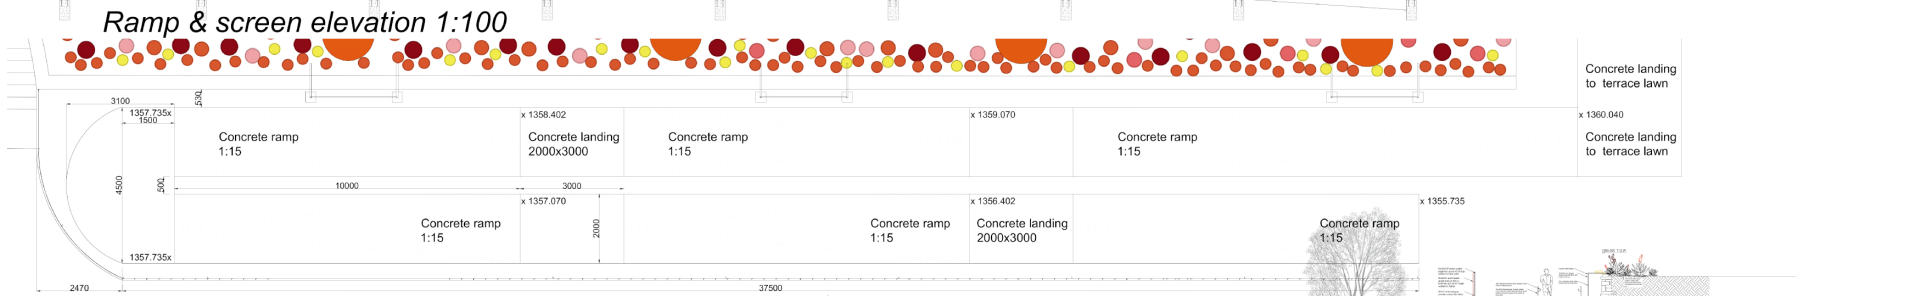 Ramp & screen elevation 1:100
Concrete landing
to terrace lawn
3100
530
1357.735x
1500
x 1358.402
x 1359.070
x 1360.040
Concrete ramp
1:15
Concrete landing
2000x3000
Concrete ramp
1:15
Concrete ramp
1:15
Concrete landing
to terrace lawn
4500
500
10000
3000
x 1357.070
x 1356.402
x 1355.735
2000
Concrete ramp
1:15
Concrete ramp
1:15
Concrete landing
2000x3000
Concrete ramp
1:15
1357.735x
2470
37500